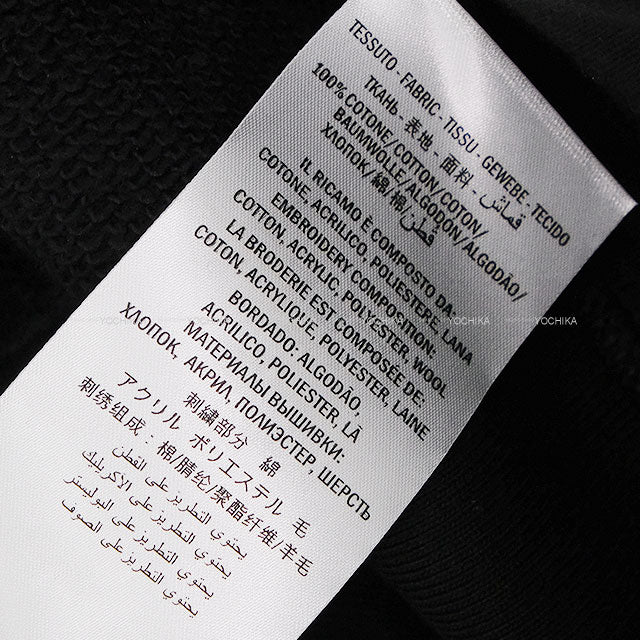 TESSUTO - FABRIC - TISSU - GEWEBE - TECIDO
ТКАНЬ - 表地 - 面料 - قماش
100% COTONE/COTTON/COTON/
BAUMWOLLE/ALGODON/ALGODÃO/
ХЛОПОК/綿/棉/قطن
IL RICAMO È COMPOSTO DA:
COTONE, ACRILICO, POLIESTERE, LANA
EMBROIDERY COMPOSITION:
COTTON, ACRYLIC, POLYESTER, WOOL
LA BRODERIE EST COMPOSÉE DE:
COTON, ACRYLIQUE, POLYESTER, LAINE
BORDADO: ALGODÃO,
ACRILICO, POLIESTER, LÃ
МАТЕРИАЛЫ ВЫШИВКИ:
ХЛОПОК, АКРИЛ, ПОЛИЭСТЕР, ШЕРСТЬ
刺繍部分 綿
アクリル ポリエステル 毛
刺绣组成：棉/腈纶/聚酯纤维/羊毛
يحتوي التطريز على القطن
يحتوي التطريز على الاكريليك
يحتوي التطريز على البوليستر
يحتوي التطريز على الصوف
YOCHIKA
YOCHIKA